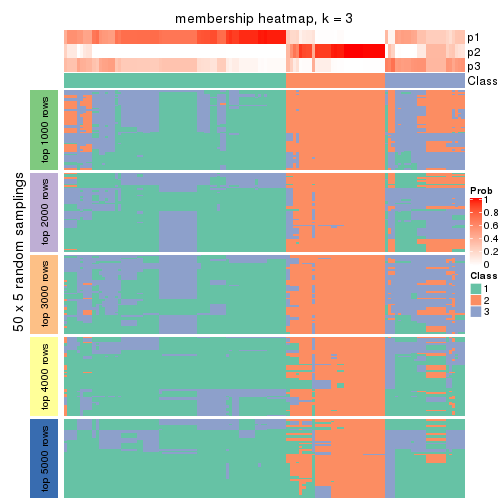 membership heatmap, k = 3
p1
p2
p3
Class
50 x 5 random samplings
top 1000 rows
top 2000 rows
top 3000 rows
top 4000 rows
top 5000 rows
Prob
1
0.8
0.6
0.4
0.2
0
Class
1
2
3